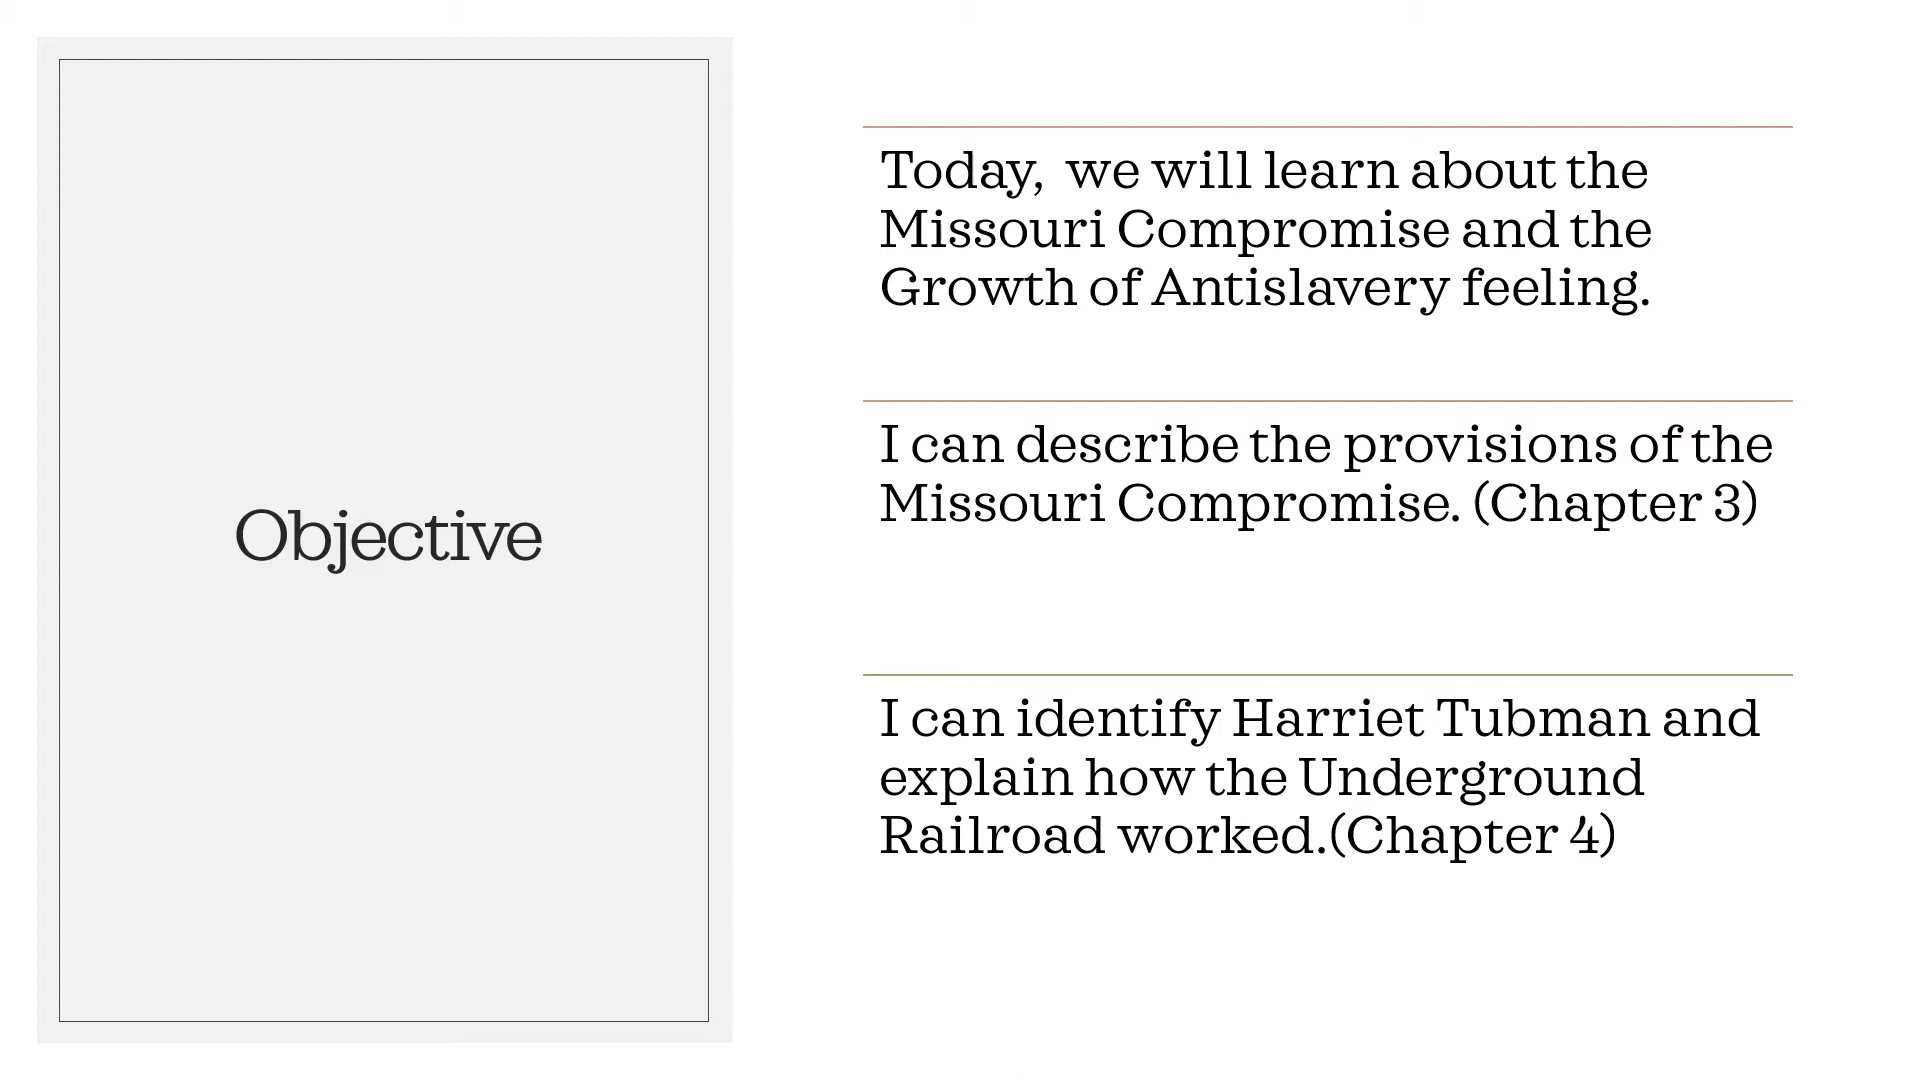 Objective
Today,  we will learn about the
Missouri Compromise and the
Growth of Antislavery feeling.
I can describe the provisions of the
Missouri Compromise. (Chapter 3)
I can identify Harriet Tubman and
explain how the Underground
Railroad worked.(Chapter 4)